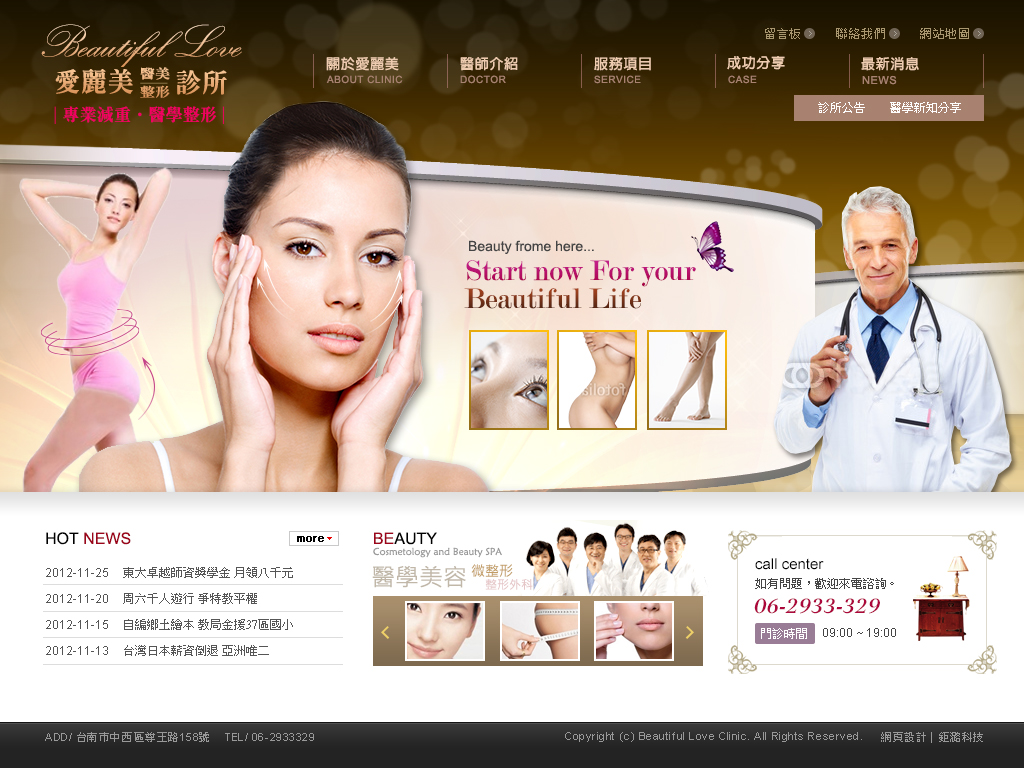 Beautiful Love
愛麗美 醫美整形 診所
專業減重・醫學整形
留言板
聯絡我們
網站地圖
關於愛麗美
ABOUT CLINIC
醫師介紹
DOCTOR
服務項目
SERVICE
成功分享
CASE
最新消息
NEWS
診所公告 醫學新知分享
Beauty frome here...
Start now For your
Beautiful Life
HOT NEWS
more
2012-11-25 東大卓越師資獎學金 月領八千元
2012-11-20 周六千人遊行 爭特教平權
2012-11-15 自編鄉土繪本 教局金援37區國小
2012-11-13 台灣日本薪資倒退 亞洲唯二
BEAUTY
Cosmetology and Beauty SPA
醫學美容 微整形
整形外科
call center
如有問題，歡迎來電諮詢。
06-2933-329
門診時間 09:00 ~ 19:00
ADD/ 台南市中西區尊王路158號 TEL/ 06-2933329
Copyright (c) Beautiful Love Clinic. All Rights Reserved. 網頁設計 | 鉅潞科技